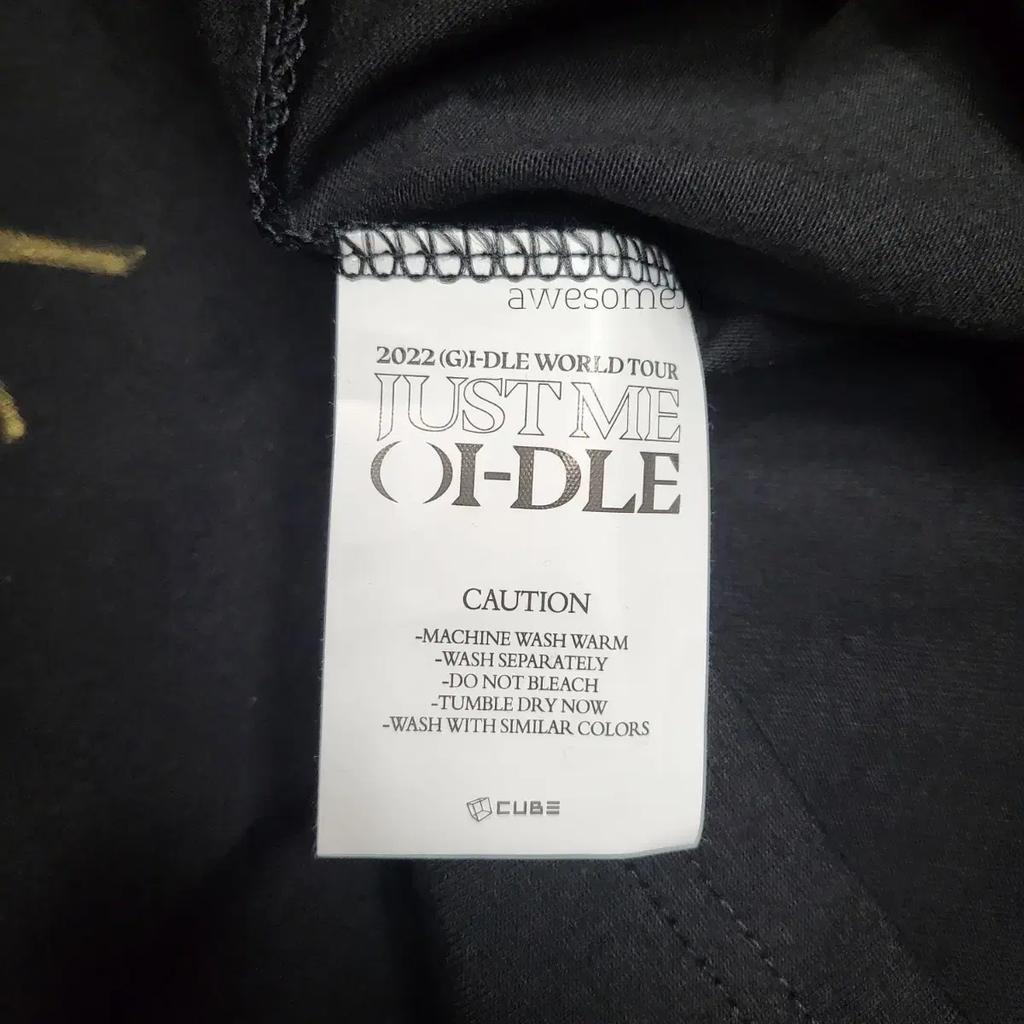 2022 (G)I-DLE WORLD TOUR
JUST ME
( )I-DLE
CAUTION
-MACHINE WASH WARM
-WASH SEPARATELY
-DO NOT BLEACH
-TUMBLE DRY NOW
-WASH WITH SIMILAR COLORS
CUBE